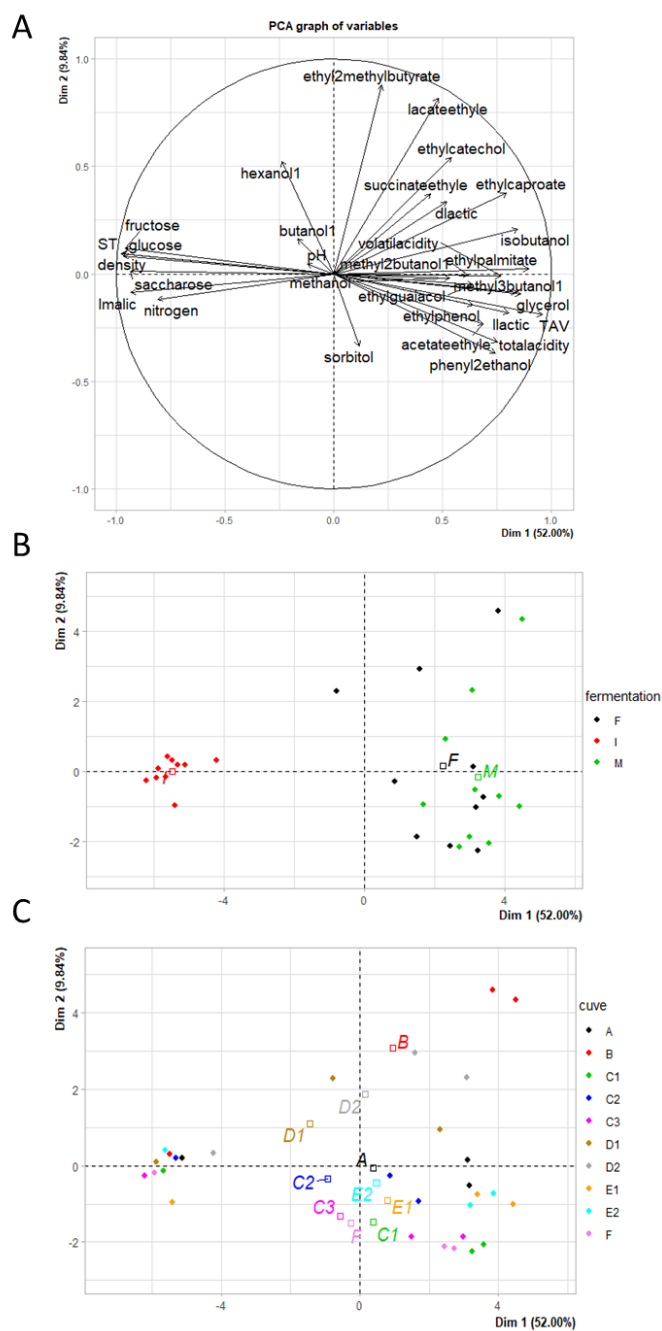 A
PCA graph of variables
Dim 2 (9.84%)
1.0
0.5
0.0
-0.5
-1.0
ethyl2methylbutyrate
lacateethyle
ethylcatechol
hexanol1
succinateethyle
ethylcaproate
dlactic
fructose
butanol1
ST
glucose
volatilacidity
isobutanol
pH
density
methyl2butanol1
ethylpalmitate
saccharose
methanol
methyl3butanol1
lmalic
ethylguaiacol
glycerol
nitrogen
ethylphenol
llactic
TAV
sorbitol
acetateethyle
totalacidity
phenyl2ethanol
-1.0
-0.5
0.0
0.5
1.0
Dim 1 (52.00%)
B
Dim 2 (9.84%)
4
2
0
-2
F
I
M
-4
0
4
Dim 1 (52.00%)
fermentation
F
I
M
C
Dim 2 (9.84%)
4
2
0
-2
B
D2
D1
A
C2
E2
C3
E1
F
C1
-4
0
4
Dim 1 (52.00%)
cuve
A
B
C1
C2
C3
D1
D2
E1
E2
F